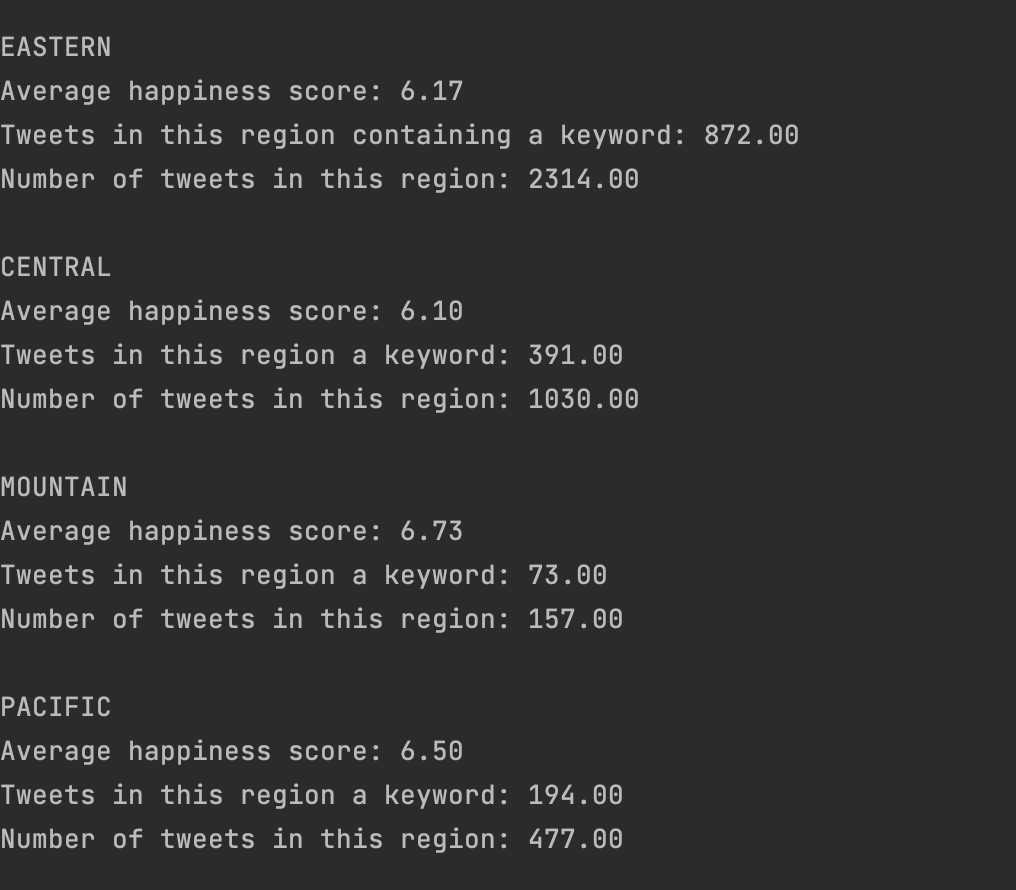 EASTERN
Average happiness score: 6.17
Tweets in this region containing a keyword: 872.00
Number of tweets in this region: 2314.00
CENTRAL
Average happiness score: 6.10
Tweets in this region a keyword: 391.00
Number of tweets in this region: 1030.00
MOUNTAIN
Average happiness score: 6.73
Tweets in this region a keyword: 73.00
Number of tweets in this region: 157.00
PACIFIC
Average happiness score: 6.50
Tweets in this region a keyword: 194.00
Number of tweets in this region: 477.00